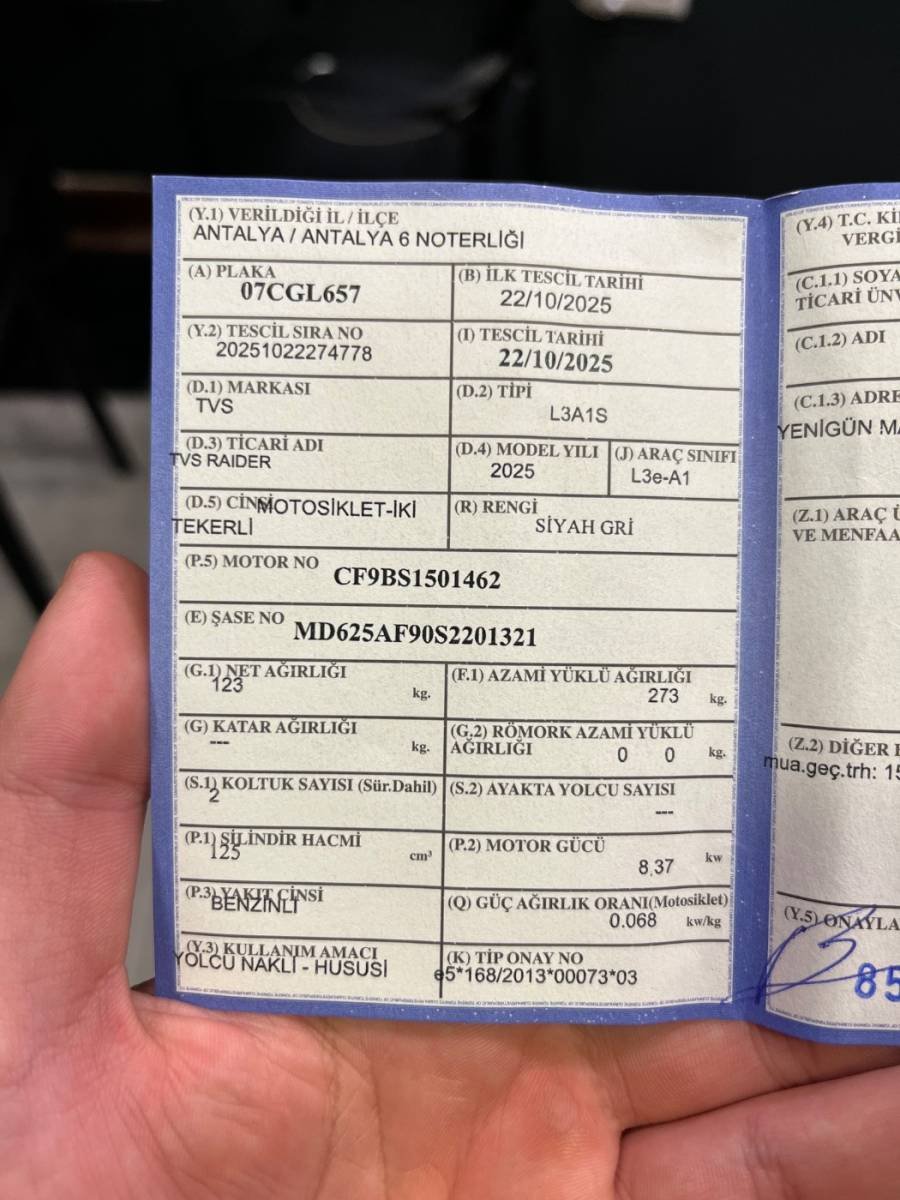 (Y.1) VERİLDİĞİ İL / İLÇE
ANTALYA / ANTALYA 6 NOTERLİĞİ
(A) PLAKA
07CGL657
(B) İLK TESCİL TARİHİ
22/10/2025
(Y.2) TESCİL SIRA NO
20251022274778
(I) TESCİL TARİHİ
22/10/2025
(D.1) MARKASI
TVS
(D.2) TİPİ
L3A1S
(D.3) TİCARİ ADI
TVS RAIDER
(D.4) MODEL YILI
2025
(J) ARAÇ SINIFI
L3e-A1
(D.5) CİNSİ
MOTOSİKLET-İKİ
TEKERLİ
(R) RENGİ
SİYAH GRİ
(P.5) MOTOR NO
CF9BS1501462
(E) ŞASE NO
MD625AF90S2201321
(G.1) NET AĞIRLIĞI
123
kg.
(F.1) AZAMİ YÜKLÜ AĞIRLIĞI
273 kg.
(G) KATAR AĞIRLIĞI
---
kg.
(G.2) RÖMORK AZAMİ YÜKLÜ
AĞIRLIĞI 0 0 kg.
(S.1) KOLTUK SAYISI (Sür.Dahil)
2
(S.2) AYAKTA YOLCU SAYISI
---
(P.1) SİLİNDİR HACMİ
125
cm³
(P.2) MOTOR GÜCÜ
8,37 kw
(P.3) YAKIT CİNSİ
BENZİNLİ
(Q) GÜÇ AĞIRLIK ORANI(Motosiklet)
0.068 kw/kg
(Y.3) KULLANIM AMACI
YOLCU NAKLİ - HUSUSİ
(K) TİP ONAY NO
e5*168/2013*00073*03
(Y.4) T.C. Kİ
VERGİ
(C.1.1) SOYA
TİCARİ ÜNV
(C.1.2) ADI
(C.1.3) ADRE
YENİGÜN MA
(Z.1) ARAÇ Ü
VE MENFAA
(Z.2) DİĞER
mua.geç.trh: 15
(Y.5) ONAYLA
85